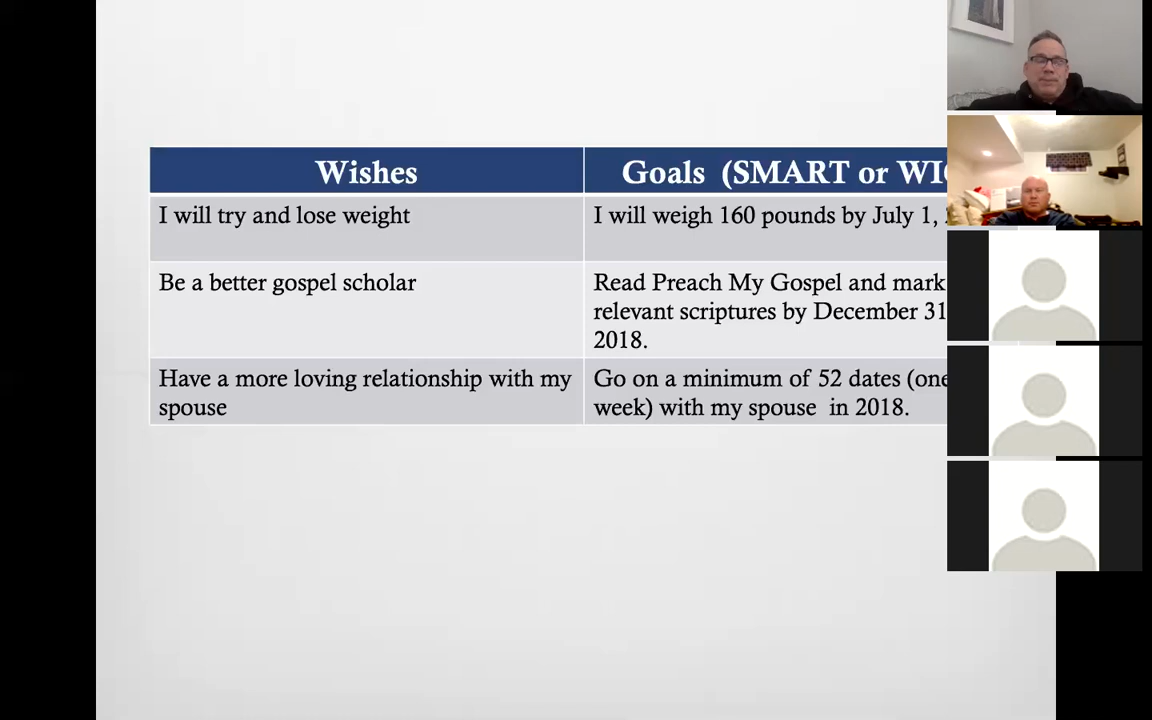 Wishes
Goals (SMART or
I will try and lose weight
I will weigh 160 pounds by July 1,
Be a better gospel scholar
Read Preach My Gospel and mark
relevant scriptures by December 31
2018.
Have a more loving relationship with my
spouse
Go on a minimum of 52 dates (one
week) with my spouse in 2018.